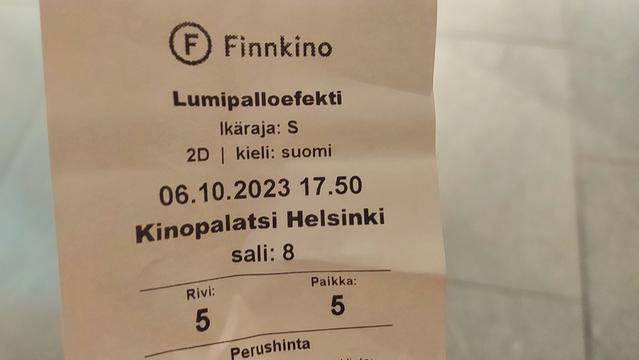 F Finnkino
Lumipalloefekti
Ikäraja: S
2D | kieli: suomi
06.10.2023 17.50
Kinopalatsi Helsinki
sali: 8
Rivi: Paikka:
5 5
Perushinta